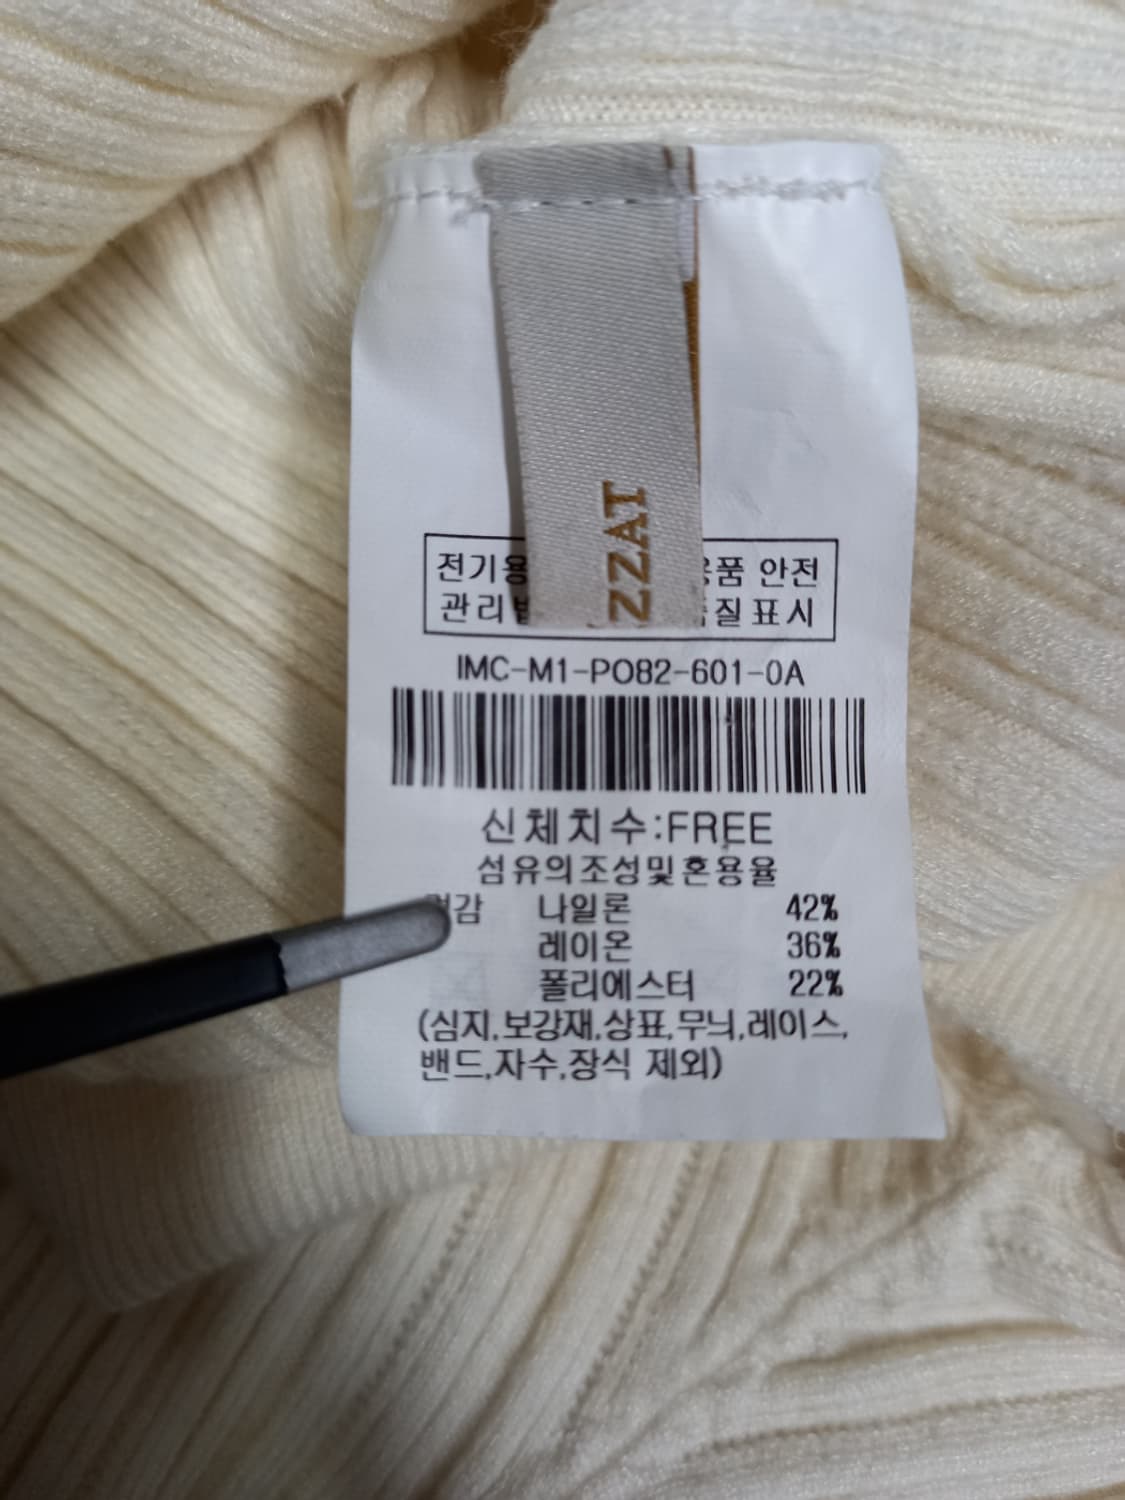 ZZAT
전기용 용품 안전
관리 질표시
IMC-M1-PO82-601-0A
신체치수:FREE
섬유의조성및혼용율
나일론 42%
레이온 36%
폴리에스터 22%
(심지,보강재,상표,무늬,레이스,
밴드,자수,장식 제외)